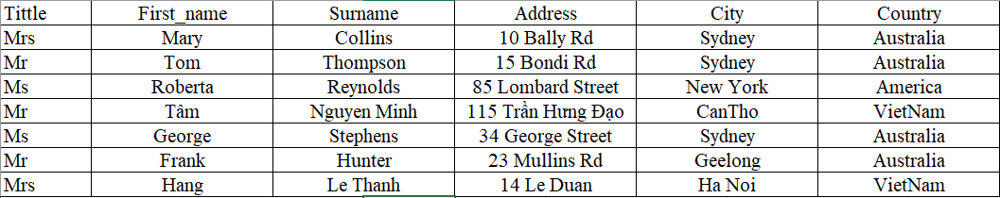 Tittle First_name Surname Address City Country
Mrs Mary Collins 10 Bally Rd Sydney Australia
Mr Tom Thompson 15 Bondi Rd Sydney Australia
Ms Roberta Reynolds 85 Lombard Street New York America
Mr Tâm Nguyen Minh 115 Trần Hưng Đạo CanTho VietNam
Ms George Stephens 34 George Street Sydney Australia
Mr Frank Hunter 23 Mullins Rd Geelong Australia
Mrs Hang Le Thanh 14 Le Duan Ha Noi VietNam